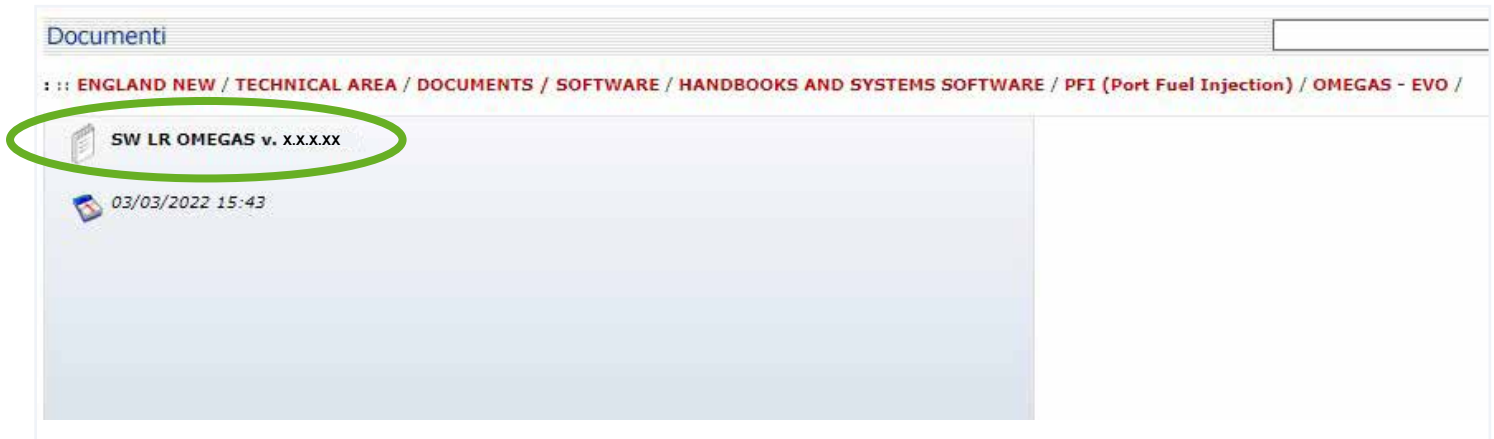 Documenti
: :: ENGLAND NEW / TECHNICAL AREA / DOCUMENTS / SOFTWARE / HANDBOOKS AND SYSTEMS SOFTWARE / PFI (Port Fuel Injection) / OMEGAS - EVO /
SW LR OMEGAS v. X.X.X.XX
03/03/2022 15:43